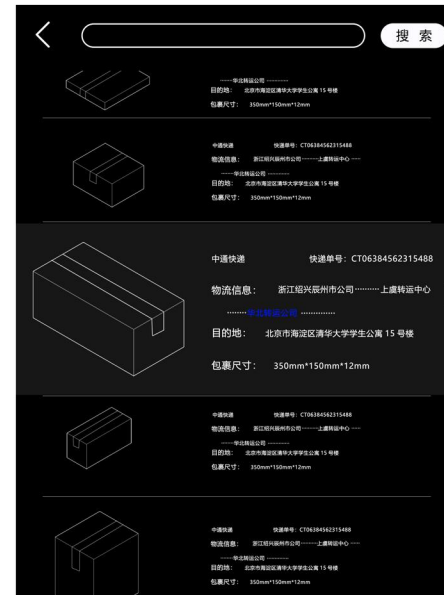 搜 索
········华北转运公司 ··············
目的地: 北京市海淀区清华大学学生公寓 15 号楼
包裹尺寸: 350mm*150mm*12mm
中通快递 快递单号: CT06384562315488
物流信息: 浙江绍兴辰州市公司··········上虞转运中心 ······
········华北转运公司 ··············
目的地: 北京市海淀区清华大学学生公寓 15 号楼
包裹尺寸: 350mm*150mm*12mm
中通快递 快递单号: CT06384562315488
物流信息: 浙江绍兴辰州市公司··········上虞转运中心
········华北转运公司 ··············
目的地: 北京市海淀区清华大学学生公寓 15 号楼
包裹尺寸: 350mm*150mm*12mm
中通快递 快递单号: CT06384562315488
物流信息: 浙江绍兴辰州市公司··········上虞转运中心 ······
········华北转运公司 ··············
目的地: 北京市海淀区清华大学学生公寓 15 号楼
包裹尺寸: 350mm*150mm*12mm
中通快递 快递单号: CT06384562315488
物流信息: 浙江绍兴辰州市公司··········上虞转运中心 ······
········华北转运公司 ··············
目的地: 北京市海淀区清华大学学生公寓 15 号楼
包裹尺寸: 350mm*150mm*12mm